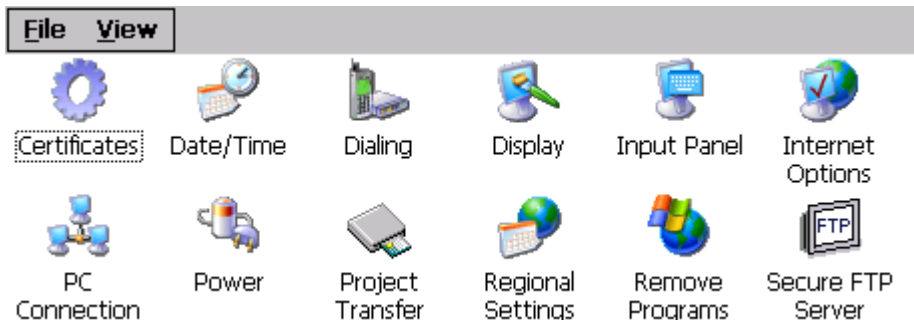 File View
Certificates Date/Time Dialing Display Input Panel Internet Options
FTP
PC Connection Power Project Transfer Regional Settings Remove Programs Secure FTP Server